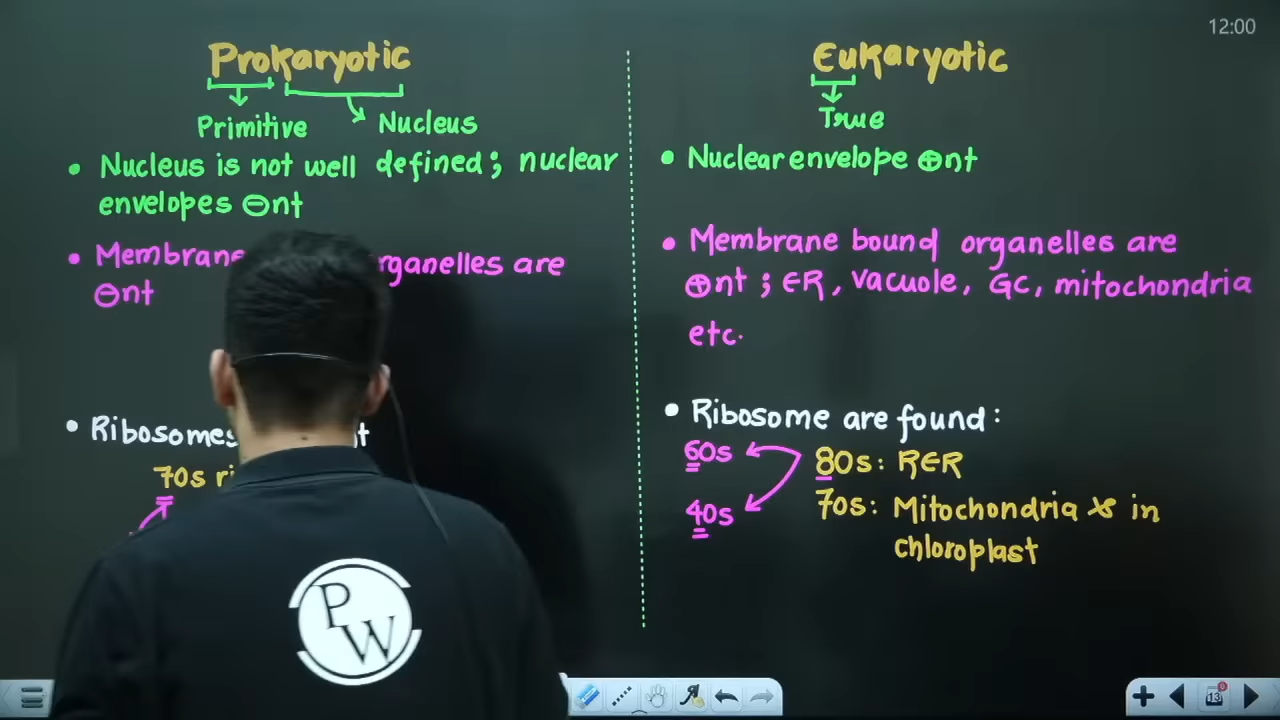 12:00
Prokaryotic
Primitive
Nucleus
• Nucleus is not well defined; nuclear
envelopes ⊖nt
• Membrane rganelles are
⊖nt
• Ribosomes t
70s ri
Eukaryotic
True
• Nuclear envelope ⊕nt
• Membrane bound organelles are
⊕nt ; ER, vacuole, GC, mitochondria
etc.
• Ribosome are found:
60s
80s: RER
40s
70s: Mitochondria & in
chloroplast
PW